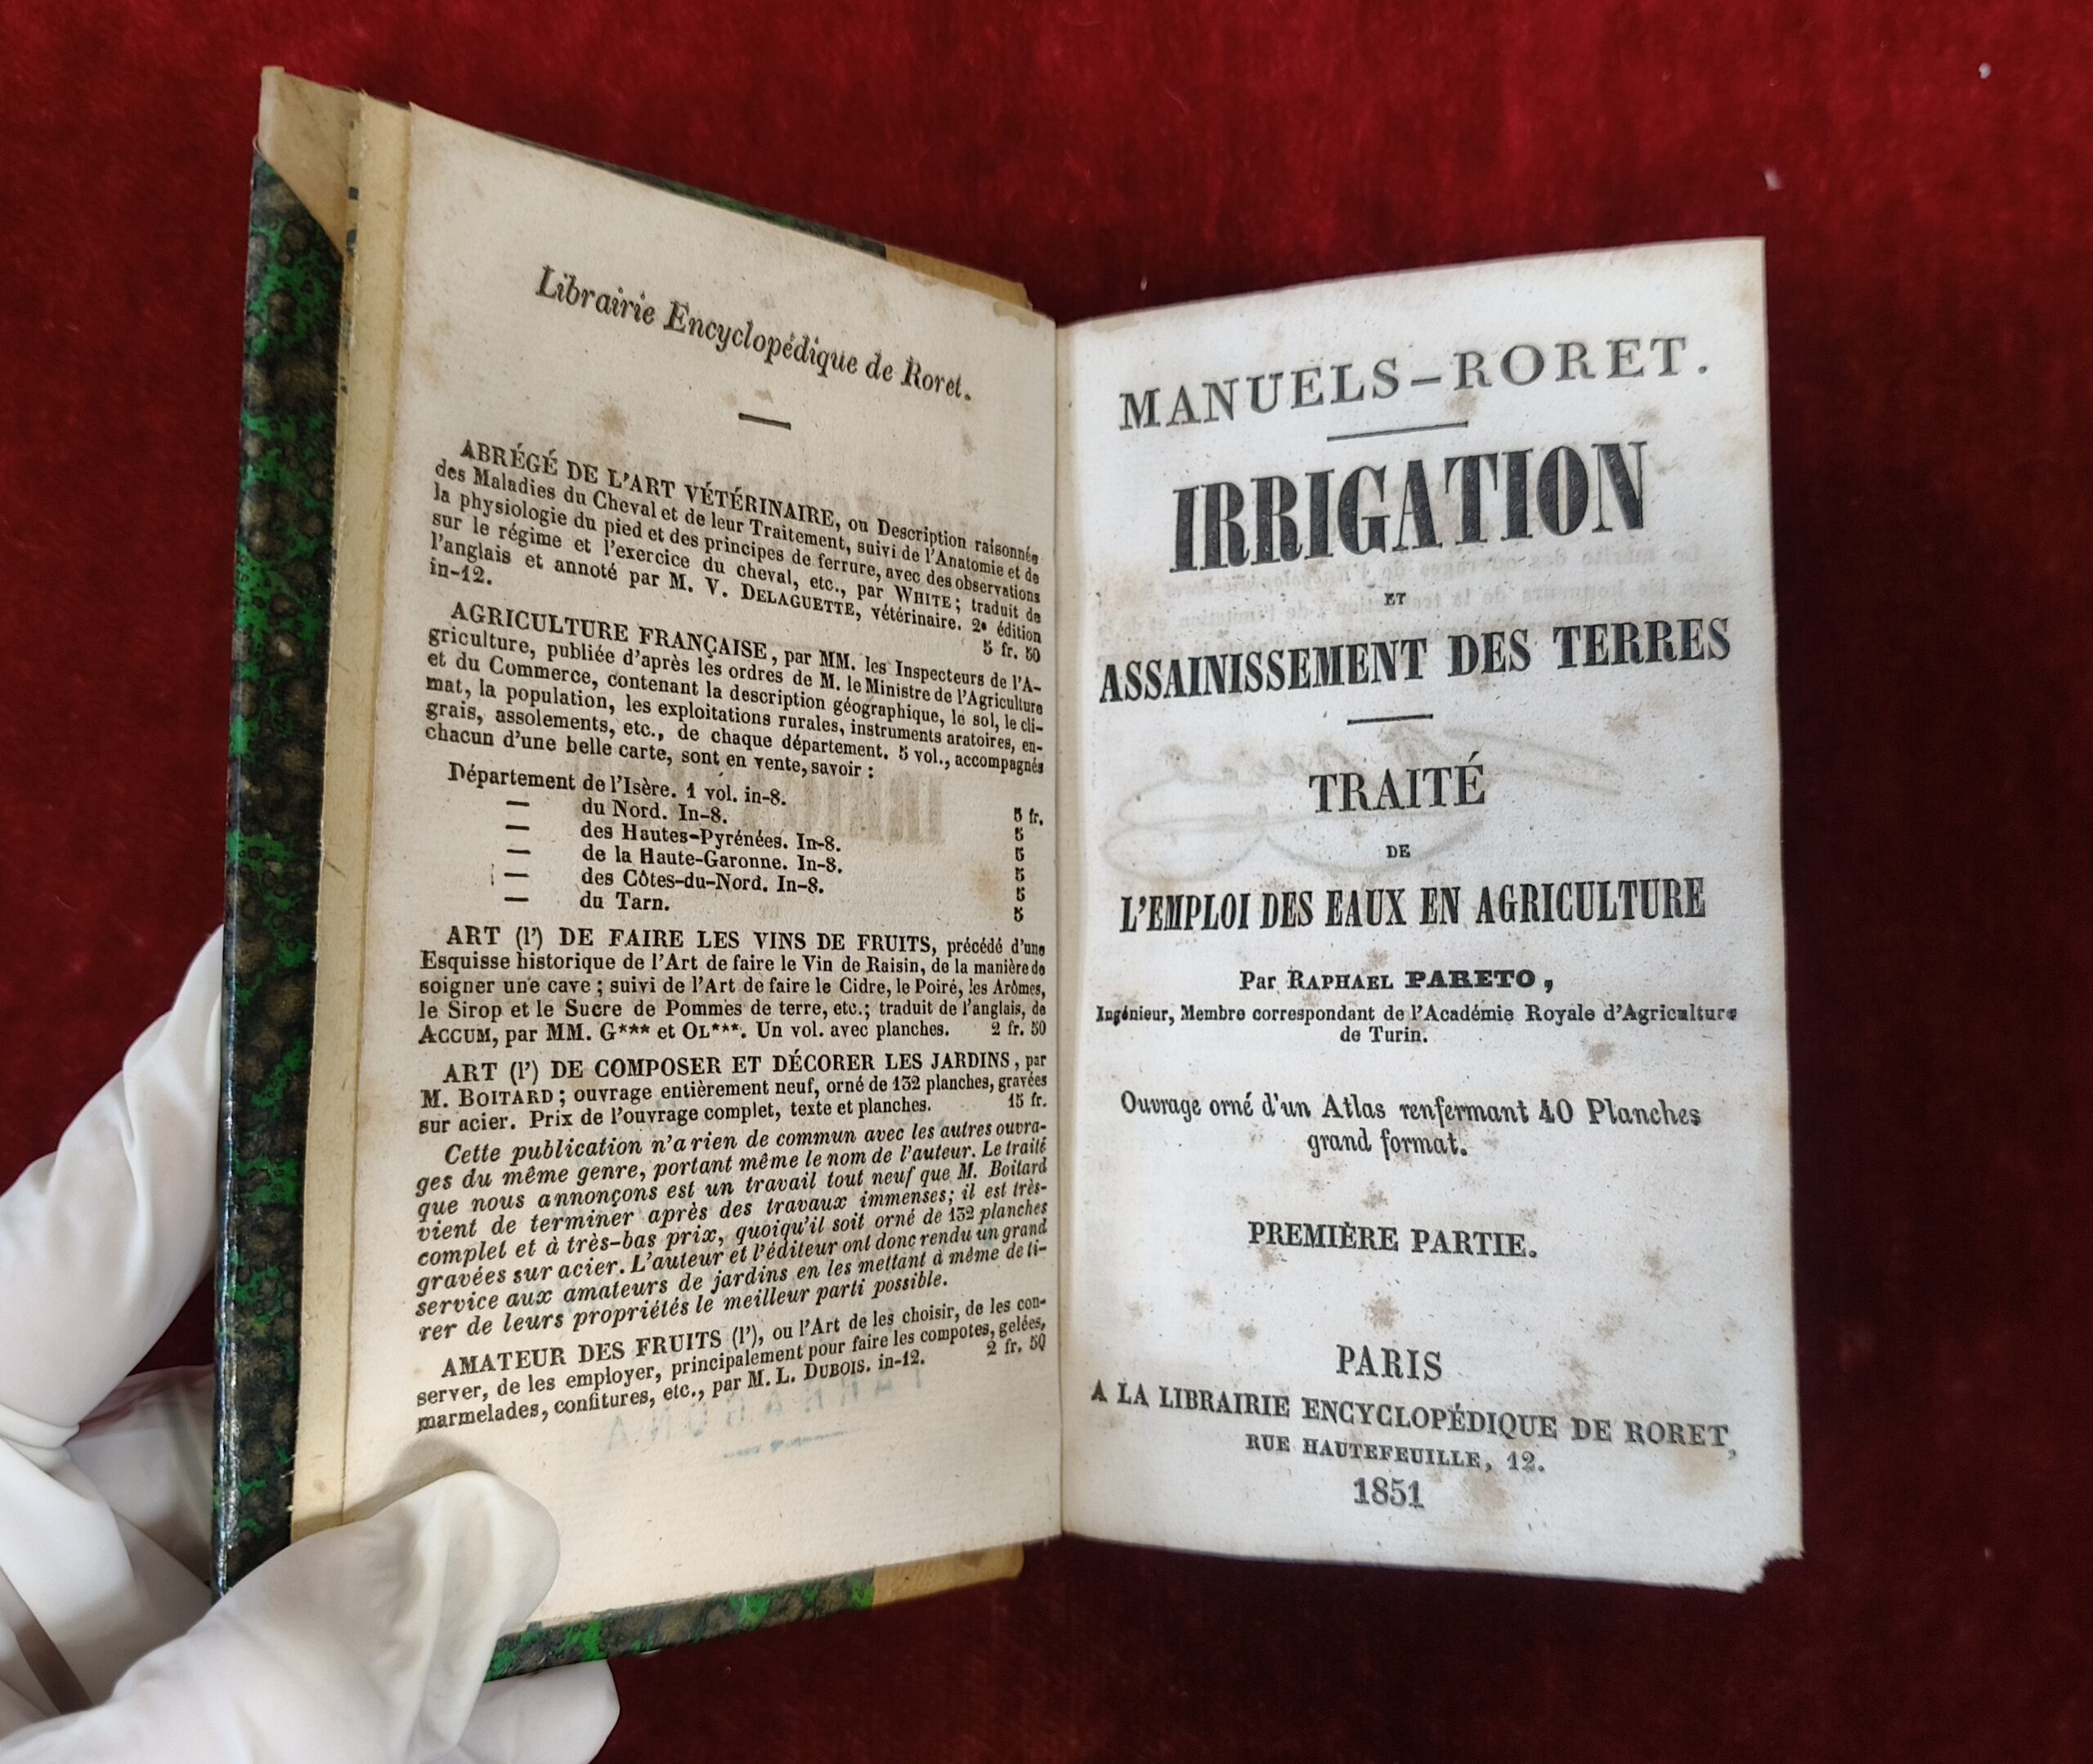 Librairie Encyclopédique de Roret.
ABRÉGÉ DE L'ART VÉTÉRINAIRE, ou Description raisonnée
des Maladies du Cheval et de leur Traitement, suivi de l'Anatomie et de
la physiologie du pied et des principes de ferrure, avec des observations
sur le régime et l'exercice du cheval, etc., par WHITE; traduit de
l'anglais et annoté par M. V. DELAGUETTE, vétérinaire. 2e édition
in-12. 5 fr. 50
AGRICULTURE FRANÇAISE, par MM. les Inspecteurs de l'A-
griculture, publiée d'après les ordres de M. le Ministre de l'Agriculture
et du Commerce, contenant la description géographique, le sol, le cli-
mat, la population, les exploitations rurales, instruments aratoires, en-
grais, assolements, etc., de chaque département. 5 vol., accompagnés
chacun d'une belle carte, sont en vente, savoir :
Département de l'Isère. 1 vol. in-8. 5 fr.
— du Nord. In-8. 5
— des Hautes-Pyrénées. In-8. 5
— de la Haute-Garonne. In-8. 5
— des Côtes-du-Nord. In-8. 5
— du Tarn. 5
ART (l') DE FAIRE LES VINS DE FRUITS, précédé d'une
Esquisse historique de l'Art de faire le Vin de Raisin, de la manière de
soigner une cave ; suivi de l'Art de faire le Cidre, le Poiré, les Arômes,
le Sirop et le Sucre de Pommes de terre, etc.; traduit de l'anglais, de
ACCUM, par MM. G*** et OL***. Un vol. avec planches. 2 fr. 50
ART (l') DE COMPOSER ET DÉCORER LES JARDINS, par
M. BOITARD ; ouvrage entièrement neuf, orné de 132 planches, gravées
sur acier. Prix de l'ouvrage complet, texte et planches. 15 fr.
Cette publication n'a rien de commun avec les autres ouvra-
ges du même genre, portant même le nom de l'auteur. Le traité
que nous annonçons est un travail tout neuf que M. Boitard
vient de terminer après des travaux immenses; il est très-
complet et à très-bas prix, quoiqu'il soit orné de 132 planches
gravées sur acier. L'auteur et l'éditeur ont donc rendu un grand
service aux amateurs de jardins en les mettant à même de ti-
rer de leurs propriétés le meilleur parti possible.
AMATEUR DES FRUITS (l'), ou l'Art de les choisir, de les con-
server, de les employer, principalement pour faire les compotes, gelées,
marmelades, confitures, etc., par M. L. DUBOIS. in-12. 2 fr. 50
MANUELS-RORET.
IRRIGATION
ET
ASSAINISSEMENT DES TERRES
TRAITÉ
DE
L'EMPLOI DES EAUX EN AGRICULTURE
Par RAPHAEL PARETO,
Ingénieur, Membre correspondant de l'Académie Royale d'Agriculture
de Turin.
Ouvrage orné d'un Atlas renfermant 40 Planches
grand format.
PREMIÈRE PARTIE.
PARIS
A LA LIBRAIRIE ENCYCLOPÉDIQUE DE RORET,
RUE HAUTEFEUILLE, 12.
1851